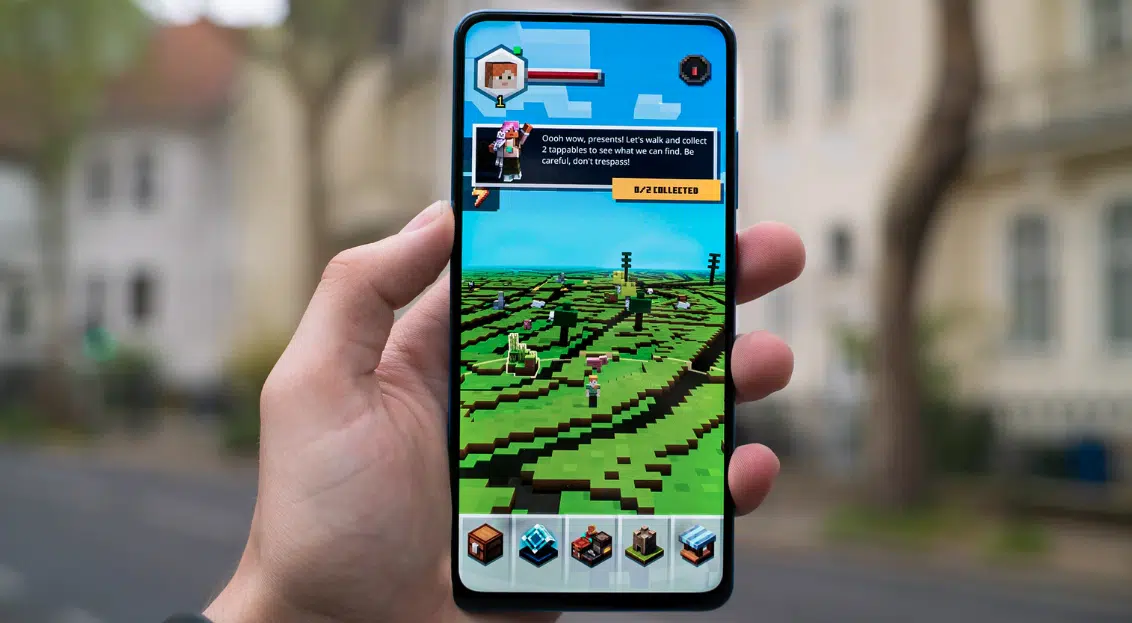 1
Oooh wow, presents! Let's walk and collect
2 tappables to see what we can find. Be
careful, don't trespass!
7
0/2 COLLECTED